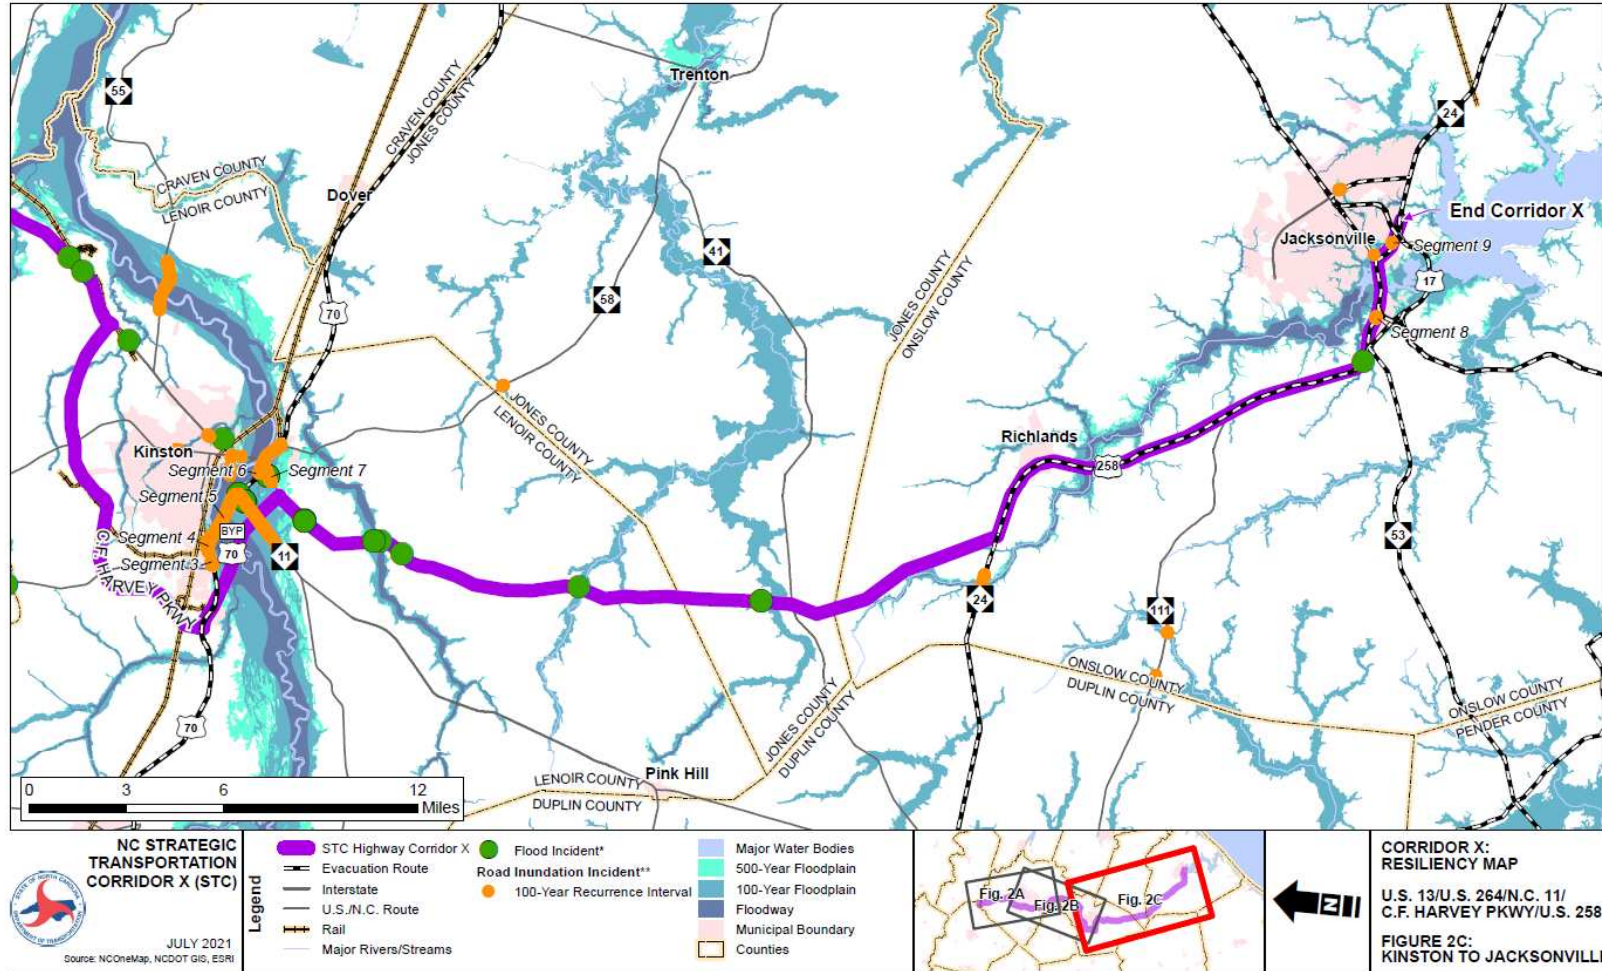 55
Trenton
24
CRAVEN COUNTY
JONES COUNTY
CRAVEN COUNTY
LENOIR COUNTY
Dover
41
End Corridor X
Jacksonville
Segment 9
58
70
17
JONES COUNTY
ONSLOW COUNTY
Segment 8
JONES COUNTY
LENOIR COUNTY
Richlands
Kinston
Segment 6
Segment 7
258
Segment 5
BYP
Segment 4
70
11
53
Segment 3
C.F. HARVEY PKWY
24
111
ONSLOW COUNTY
DUPLIN COUNTY
ONSLOW COUNTY
PENDER COUNTY
70
JONES COUNTY
DUPLIN COUNTY
Pink Hill
LENOIR COUNTY
DUPLIN COUNTY
0 3 6 12
Miles
NC STRATEGIC
TRANSPORTATION
CORRIDOR X (STC)
STATE OF NORTH CAROLINA
DEPARTMENT OF TRANSPORTATION
JULY 2021
Source: NCOneMap, NCDOT GIS, ESRI
Legend
STC Highway Corridor X
Evacuation Route
Interstate
U.S./N.C. Route
Rail
Major Rivers/Streams
Flood Incident*
Road Inundation Incident**
100-Year Recurrence Interval
Major Water Bodies
500-Year Floodplain
100-Year Floodplain
Floodway
Municipal Boundary
Counties
Fig. 2A
Fig. 2B
Fig. 2C
N
CORRIDOR X:
RESILIENCY MAP
U.S. 13/U.S. 264/N.C. 11/
C.F. HARVEY PKWY/U.S. 258
FIGURE 2C:
KINSTON TO JACKSONVILLE